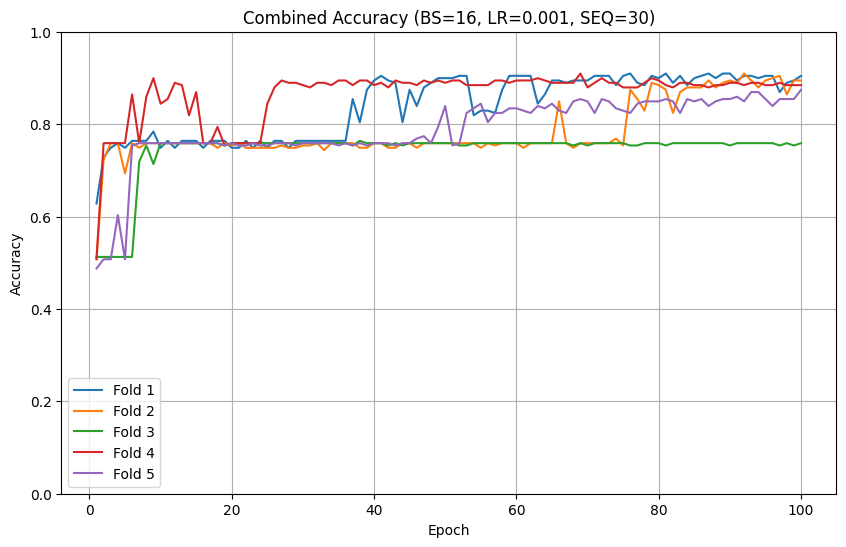 Combined Accuracy (BS=16, LR=0.001, SEQ=30)
1.0
0.8
0.6
0.4
0.2
0.0
Accuracy
Fold 1
Fold 2
Fold 3
Fold 4
Fold 5
0 20 40 60 80 100
Epoch